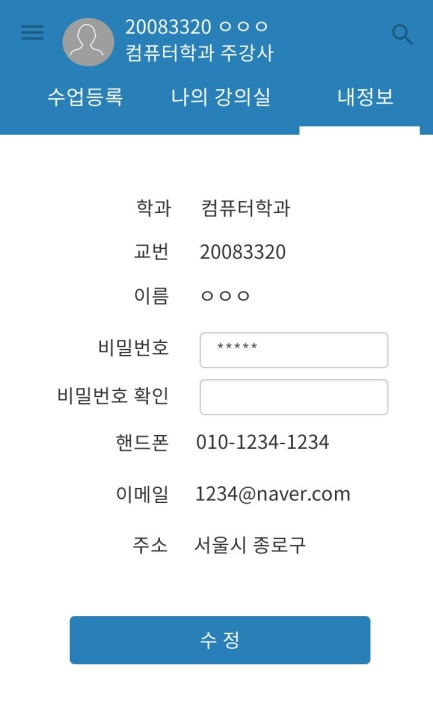 20083320 ㅇㅇㅇ
컴퓨터학과 주강사
수업등록 나의 강의실 내정보
학과 컴퓨터학과
교번 20083320
이름 ㅇㅇㅇ
비밀번호 *****
비밀번호 확인
핸드폰 010-1234-1234
이메일 1234@naver.com
주소 서울시 종로구
수 정